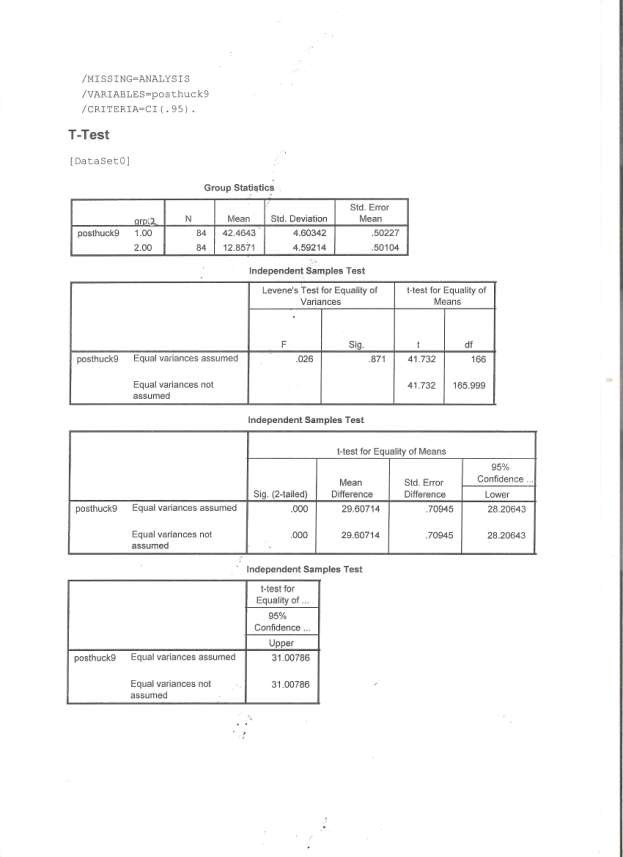 /MISSING=ANALYSIS
/VARIABLES=posthuck9
/CRITERIA=CI(.95).
T-Test
[DataSet0]
Group Statistics
Std. Error
N Mean Std. Deviation Mean
posthuck9 1.00 84 42.4643 4.60342 .50227
2.00 84 12.8571 4.59214 .50104
Independent Samples Test
Levene's Test for Equality of t-test for Equality of
Variances Means
F Sig. t df
posthuck9 Equal variances assumed .026 .871 41.732 166
Equal variances not 41.732 165.999
assumed
Independent Samples Test
t-test for Equality of Means
95%
Mean Std. Error Confidence ...
Sig. (2-tailed) Difference Difference Lower
posthuck9 Equal variances assumed .000 29.60714 .70945 28.20643
Equal variances not .000 29.60714 .70945 28.20643
assumed
Independent Samples Test
t-test for
Equality of ...
95%
Confidence ...
Upper
posthuck9 Equal variances assumed 31.00786
Equal variances not 31.00786
assumed